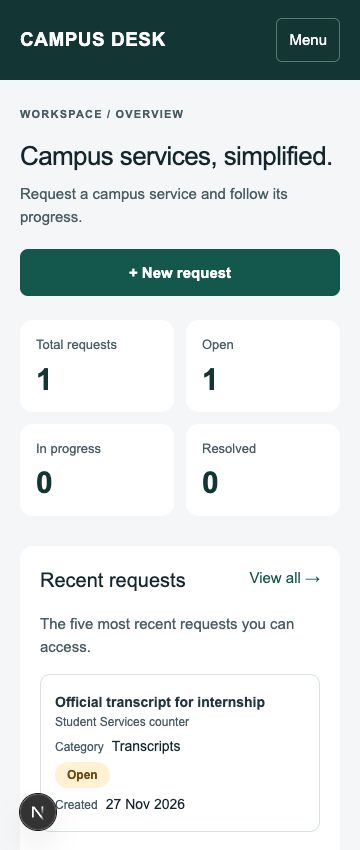 CAMPUS DESK
Menu
WORKSPACE / OVERVIEW
Campus services, simplified.
Request a campus service and follow its
progress.
+ New request
Total requests
1
Open
1
In progress
0
Resolved
0
Recent requests
View all →
The five most recent requests you can
access.
Official transcript for internship
Student Services counter
Category Transcripts
Open
N
Created 27 Nov 2026